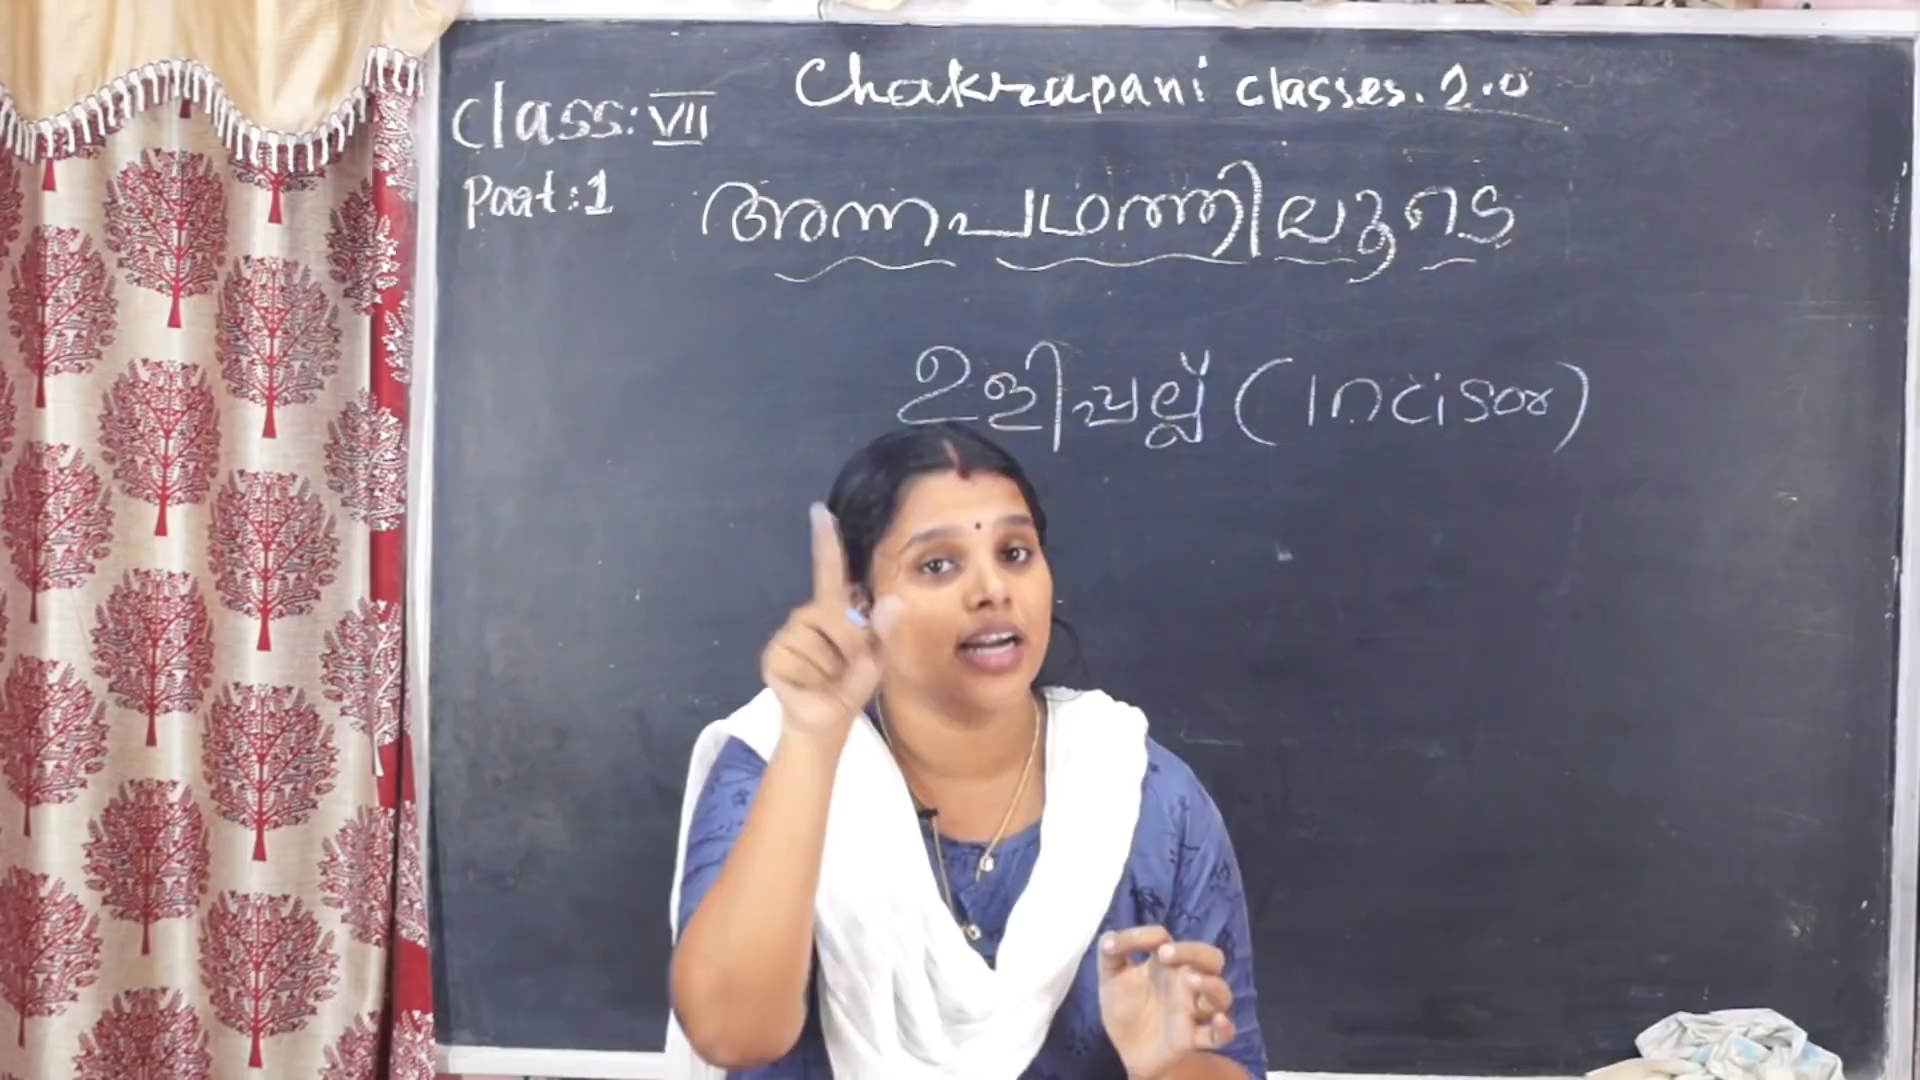 Chakrapani classes. 2.0
Class: VII
Part: 1
അന്നപഥത്തിലൂടെ
ഉളിപ്പല്ല് (Incisor)